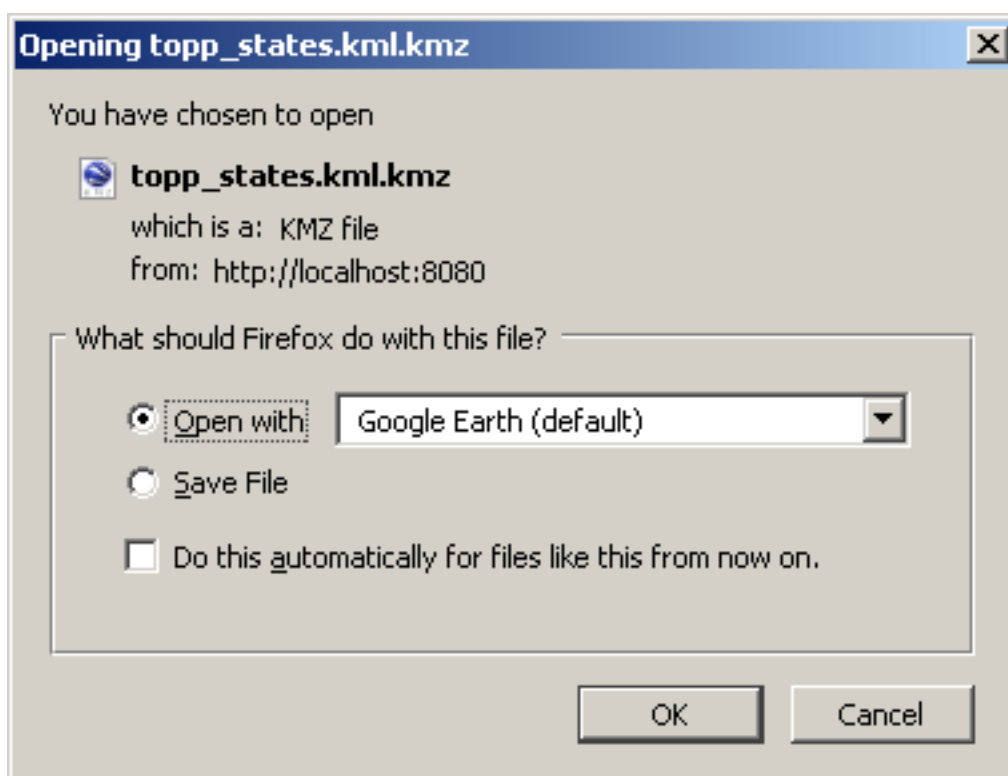 Opening topp_states.kml.kmz
You have chosen to open
topp_states.kml.kmz
which is a: KMZ file
from: http://localhost:8080
What should Firefox do with this file?
Open with Google Earth (default)
Save File
Do this automatically for files like this from now on.
OK Cancel